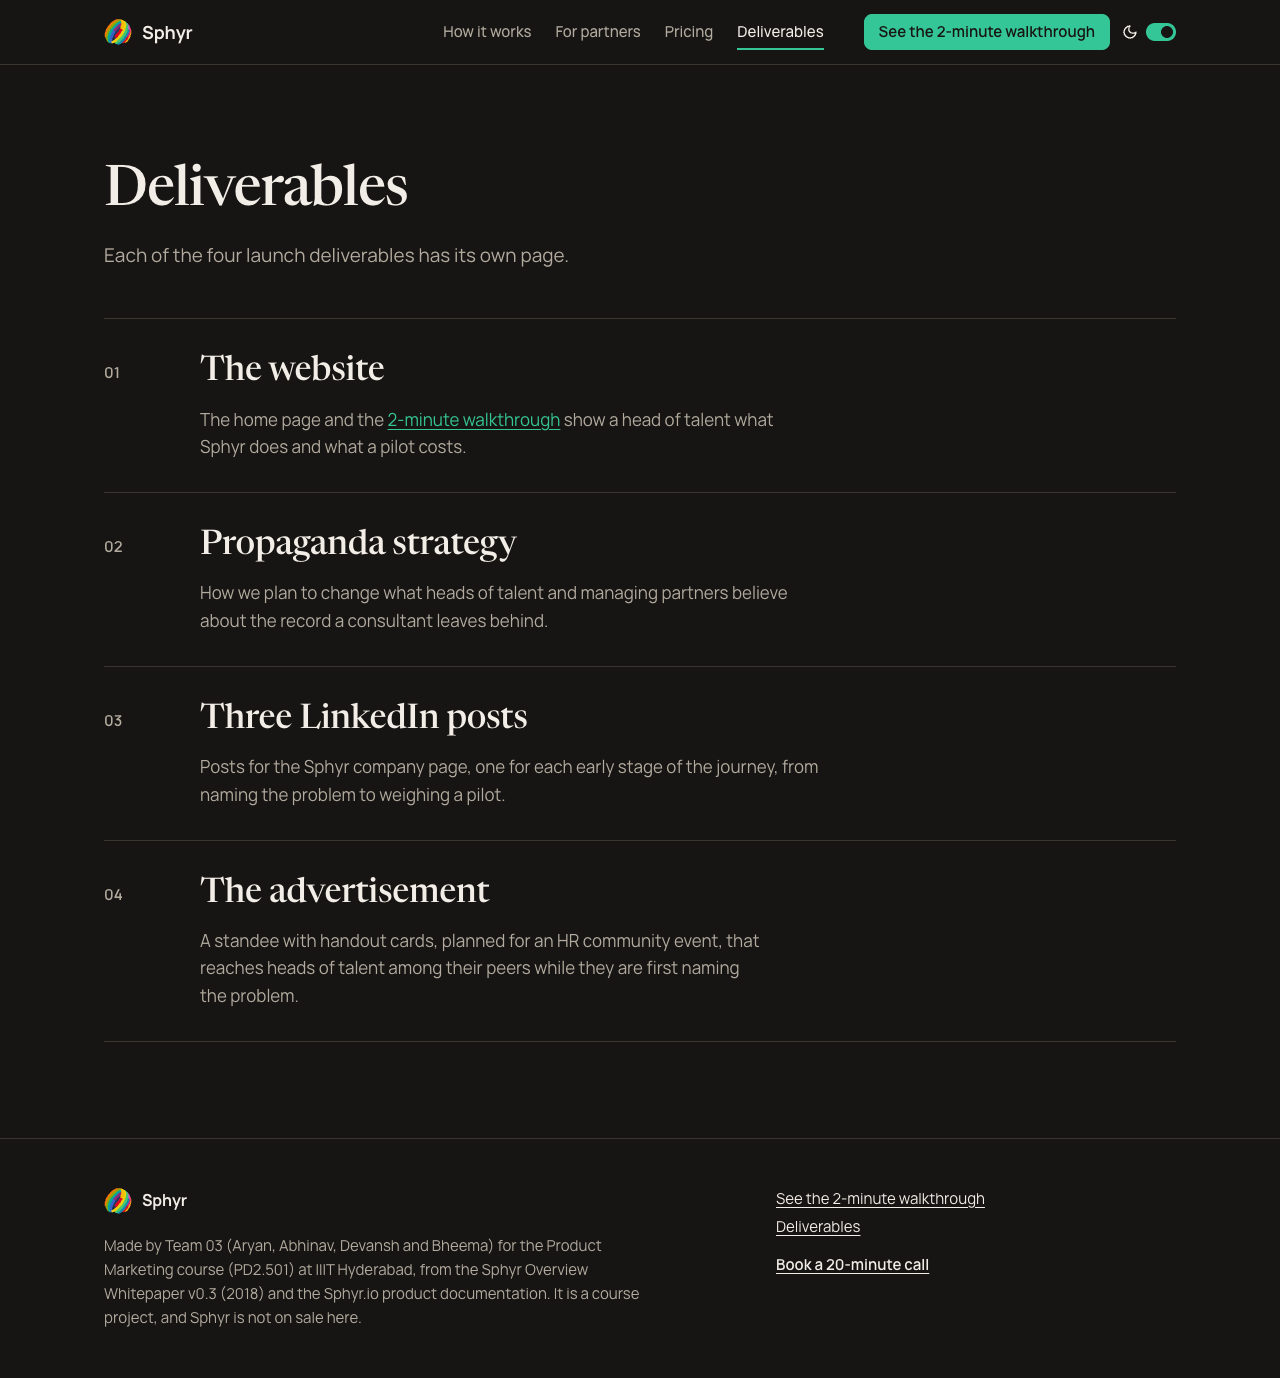 Sphyr
How it works
For partners
Pricing
Deliverables
See the 2-minute walkthrough
Deliverables
Each of the four launch deliverables has its own page.
01
The website
The home page and the 2-minute walkthrough show a head of talent what
Sphyr does and what a pilot costs.
02
Propaganda strategy
How we plan to change what heads of talent and managing partners believe
about the record a consultant leaves behind.
03
Three LinkedIn posts
Posts for the Sphyr company page, one for each early stage of the journey, from
naming the problem to weighing a pilot.
04
The advertisement
A standee with handout cards, planned for an HR community event, that
reaches heads of talent among their peers while they are first naming
the problem.
Sphyr
Made by Team 03 (Aryan, Abhinav, Devansh and Bheema) for the Product
Marketing course (PD2.501) at IIIT Hyderabad, from the Sphyr Overview
Whitepaper v0.3 (2018) and the Sphyr.io product documentation. It is a course
project, and Sphyr is not on sale here.
See the 2-minute walkthrough
Deliverables
Book a 20-minute call